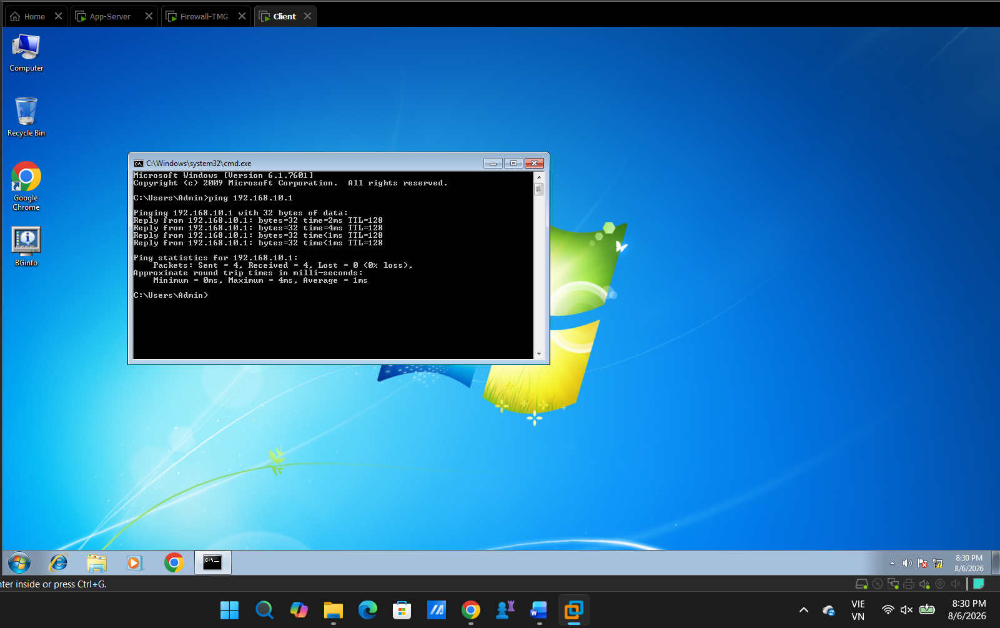 Home
App-Server
Firewall-TMG
Client
Computer
Recycle Bin
Google
Chrome
BGinfo
C:\Windows\system32\cmd.exe
Microsoft Windows [Version 6.1.7601]
Copyright (c) 2009 Microsoft Corporation.  All rights reserved.
C:\Users\Admin>ping 192.168.10.1
Pinging 192.168.10.1 with 32 bytes of data:
Reply from 192.168.10.1: bytes=32 time=2ms TTL=128
Reply from 192.168.10.1: bytes=32 time=4ms TTL=128
Reply from 192.168.10.1: bytes=32 time<1ms TTL=128
Reply from 192.168.10.1: bytes=32 time<1ms TTL=128
Ping statistics for 192.168.10.1:
    Packets: Sent = 4, Received = 4, Lost = 0 (0% loss),
Approximate round trip times in milli-seconds:
    Minimum = 0ms, Maximum = 4ms, Average = 1ms
C:\Users\Admin>
8:30 PM
8/6/2026
nter inside or press Ctrl+G.
VIE
VN
8:30 PM
8/6/2026